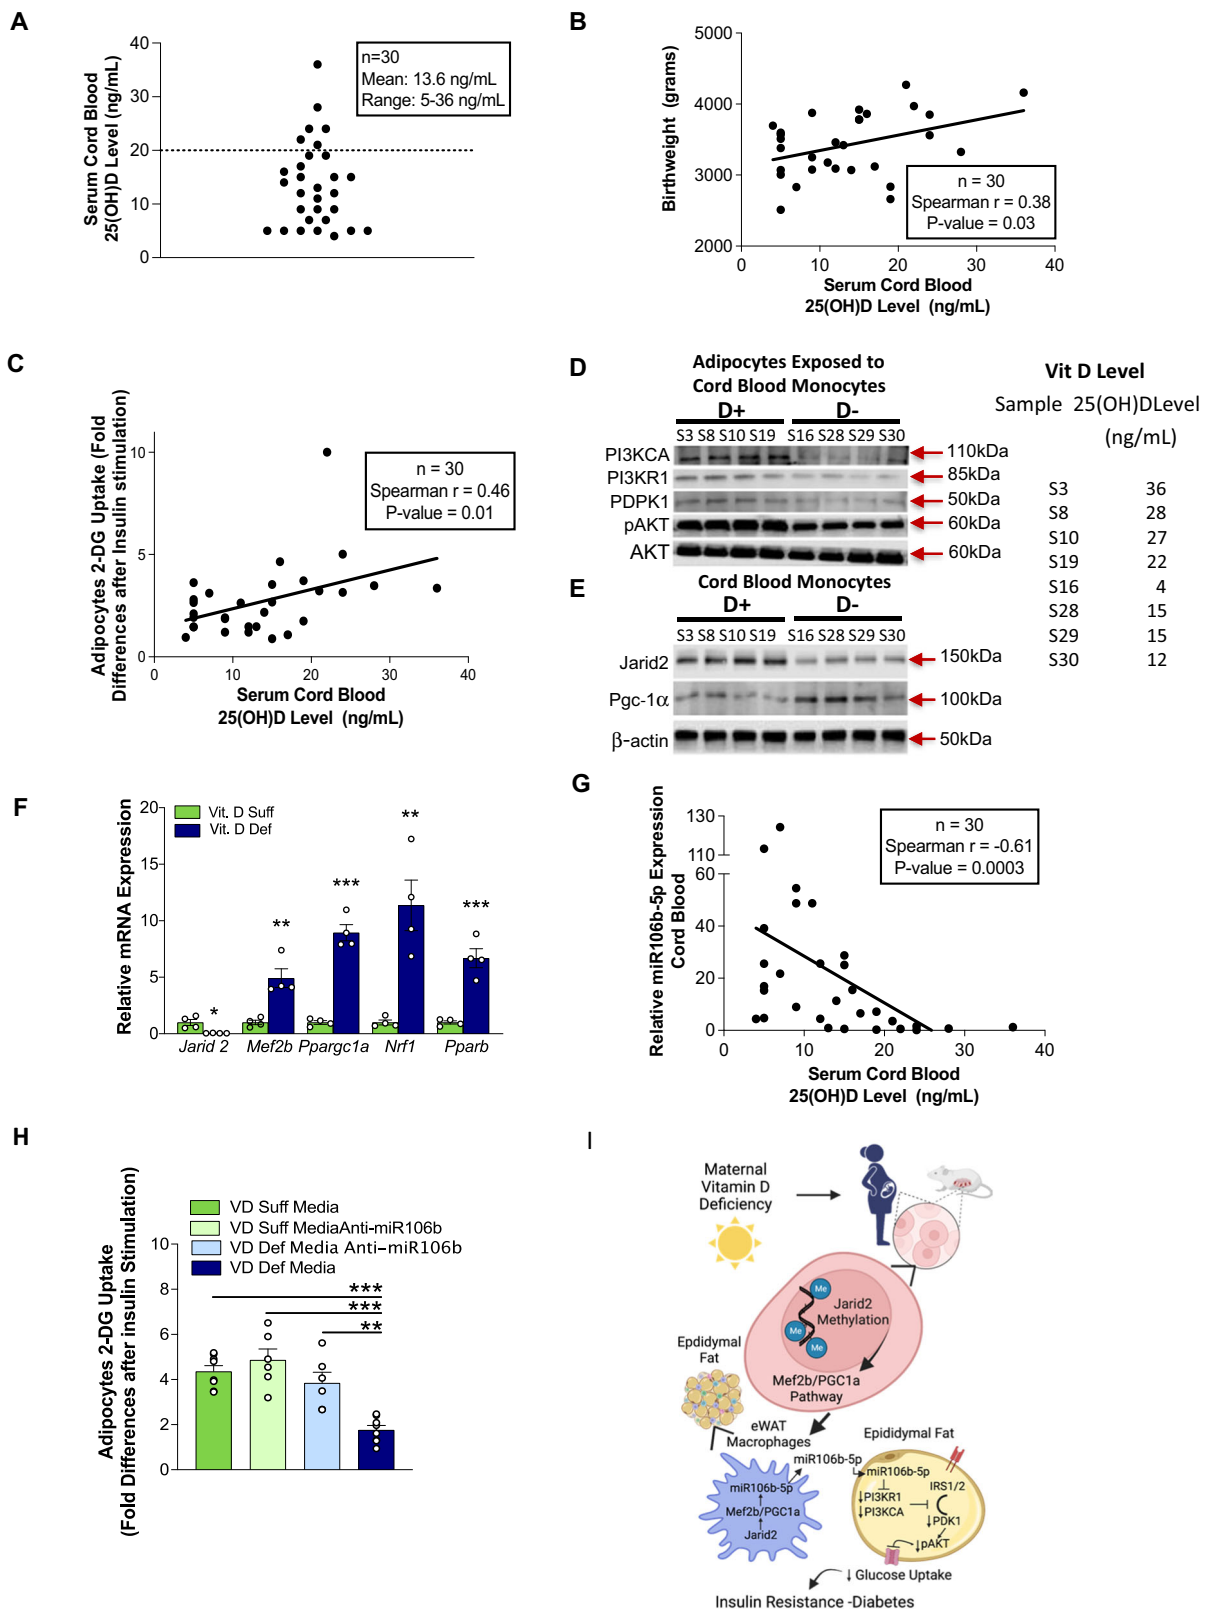 A
Serum Cord Blood
25(OH)D Level (ng/mL)
40
30
20
10
0
n=30
Mean: 13.6 ng/mL
Range: 5-36 ng/mL
B
Birthweight (grams)
5000
4000
3000
2000
n = 30
Spearman r = 0.38
P-value = 0.03
0 10 20 30 40
Serum Cord Blood
25(OH)D Level (ng/mL)
C
Adipocytes 2-DG Uptake (Fold
Differences after Insulin stimulation)
10
5
0
n = 30
Spearman r = 0.46
P-value = 0.01
0 10 20 30 40
Serum Cord Blood
25(OH)D Level (ng/mL)
D
Adipocytes Exposed to
Cord Blood Monocytes
D+ D-
S3 S8 S10 S19 S16 S28 S29 S30
PI3KCA 110kDa
PI3KR1 85kDa
PDPK1 50kDa
pAKT 60kDa
AKT 60kDa
Vit D Level
Sample 25(OH)DLevel
(ng/mL)
S3 36
S8 28
S10 27
S19 22
S16 4
S28 15
S29 15
S30 12
E
Cord Blood Monocytes
D+ D-
S3 S8 S10 S19 S16 S28 S29 S30
Jarid2 150kDa
Pgc-1α 100kDa
β-actin 50kDa
F
Relative mRNA Expression
20
15
10
5
0
Vit. D Suff
Vit. D Def
* ** *** ** ***
Jarid 2 Mef2b Ppargc1a Nrf1 Pparb
G
Relative miR106b-5p Expression
Cord Blood
130
110
60
40
20
0
n = 30
Spearman r = -0.61
P-value = 0.0003
0 10 20 30 40
Serum Cord Blood
25(OH)D Level (ng/mL)
H
Adipocytes 2-DG Uptake
(Fold Differences after insulin Stimulation)
VD Suff Media
VD Suff MediaAnti-miR106b
VD Def Media Anti-miR106b
VD Def Media
8
6
4
2
0
***
***
**
I
Maternal
Vitamin D
Deficiency
Me
Me
Me
Jarid2
Methylation
Mef2b/PGC1a
Pathway
Epdidymal
Fat
eWAT
Macrophages
miR106b-5p
miR106b-5p
Mef2b/PGC1a
Jarid2
Epididymal Fat
miR106b-5p
↓PI3KR1
↓PI3KCA
IRS1/2
↓PDK1
↓pAKT
↓ Glucose Uptake
Insulin Resistance -Diabetes